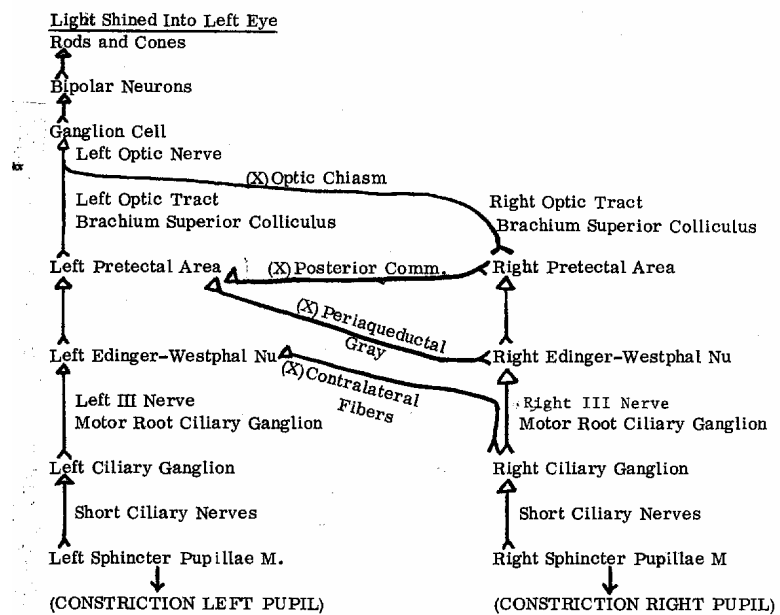 Light Shined Into Left Eye
Rods and Cones
Bipolar Neurons
Ganglion Cell
Left Optic Nerve
(X) Optic Chiasm
Left Optic Tract
Brachium Superior Colliculus
Right Optic Tract
Brachium Superior Colliculus
Left Pretectal Area
(X) Posterior Comm.
Right Pretectal Area
(X) Periaqueductal
Gray
Left Edinger-Westphal Nu
Right Edinger-Westphal Nu
(X) Contralateral
Fibers
Left III Nerve
Motor Root Ciliary Ganglion
Right III Nerve
Motor Root Ciliary Ganglion
Left Ciliary Ganglion
Right Ciliary Ganglion
Short Ciliary Nerves
Short Ciliary Nerves
Left Sphincter Pupillae M.
Right Sphincter Pupillae M
(CONSTRICTION LEFT PUPIL)
(CONSTRICTION RIGHT PUPIL)